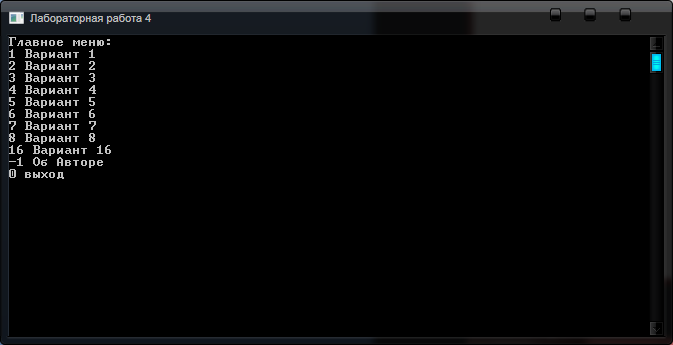 Лабораторная работа 4
Главное меню:
1 Вариант 1
2 Вариант 2
3 Вариант 3
4 Вариант 4
5 Вариант 5
6 Вариант 6
7 Вариант 7
8 Вариант 8
16 Вариант 16
-1 Об Авторе
0 выход